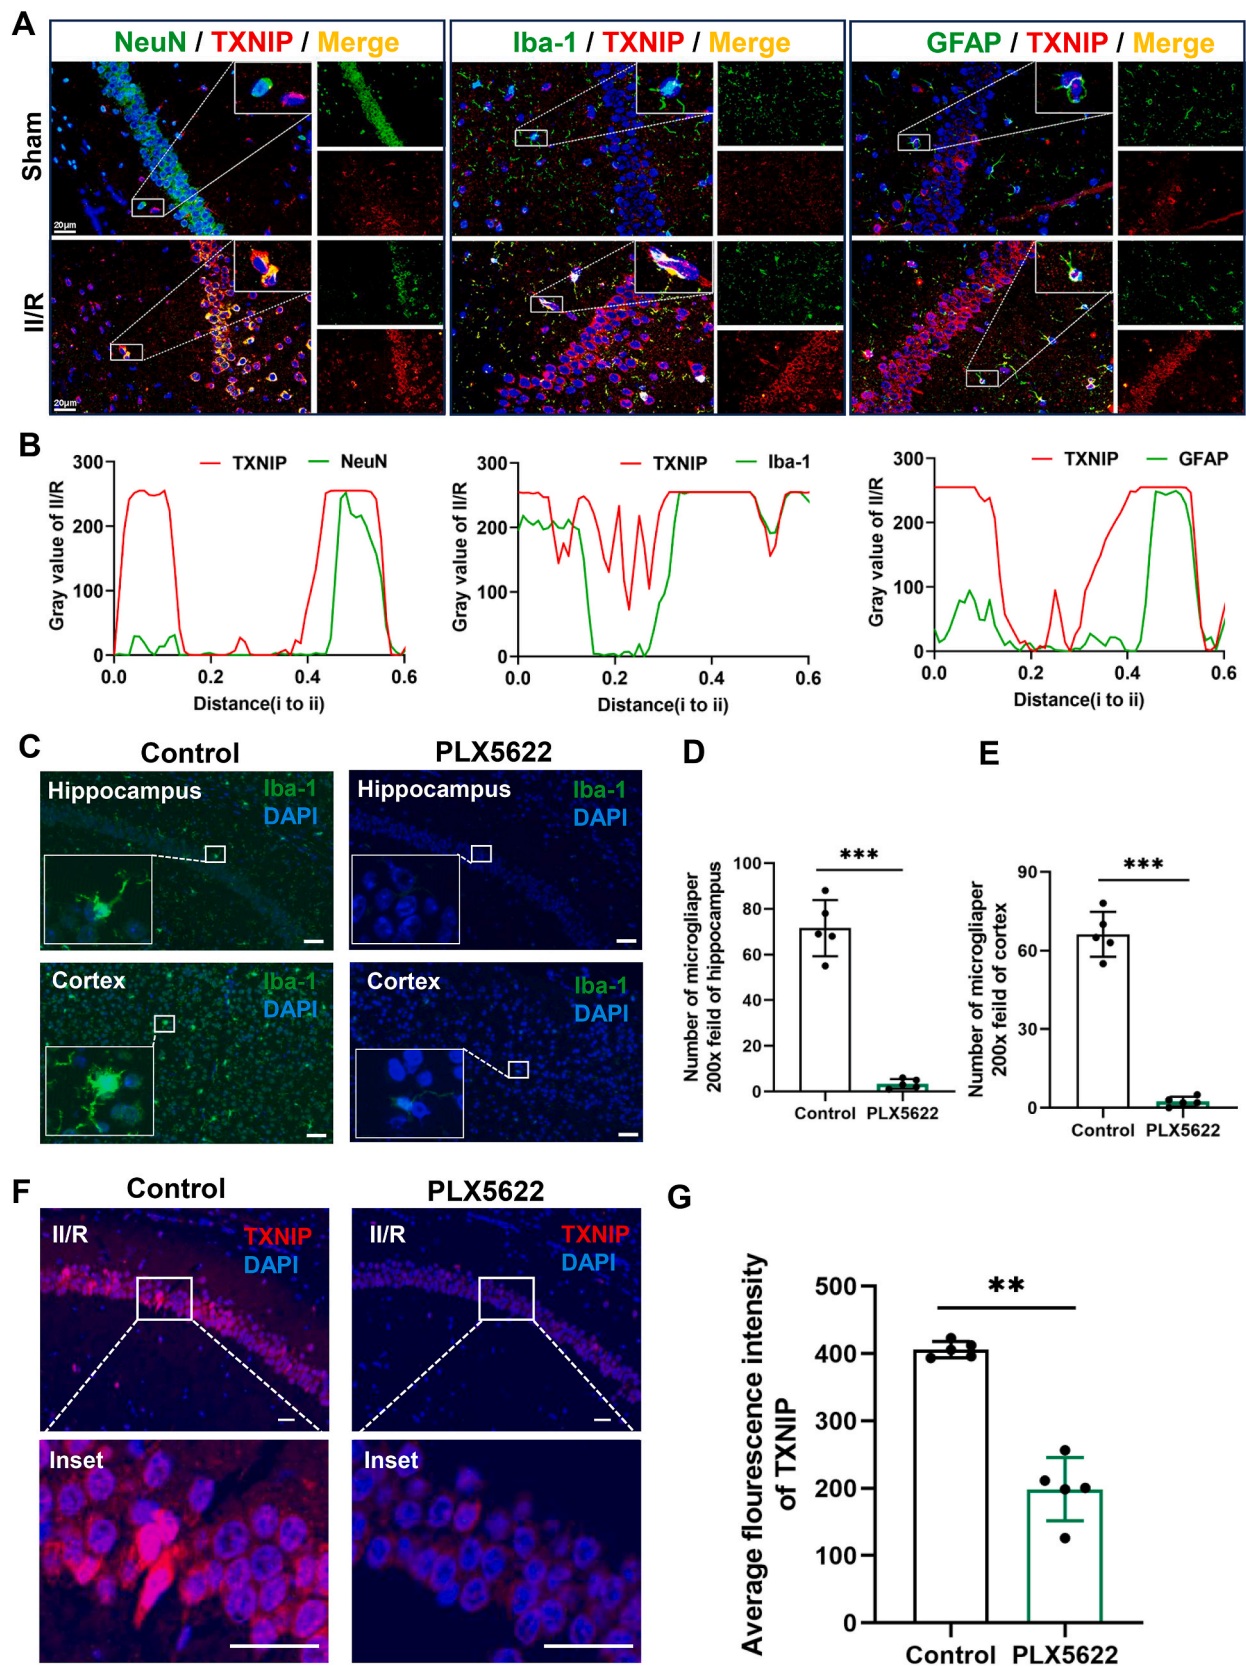 A
NeuN / TXNIP / Merge
Iba-1 / TXNIP / Merge
GFAP / TXNIP / Merge
Sham
20μm
II/R
20μm
B
Gray value of II/R
300
200
100
0
TXNIP
NeuN
0.0
0.2
0.4
0.6
Distance(i to ii)
Gray value of II/R
300
200
100
0
TXNIP
Iba-1
0.0
0.2
0.4
0.6
Distance(i to ii)
Gray value of II/R
300
200
100
0
TXNIP
GFAP
0.0
0.2
0.4
0.6
Distance(i to ii)
C
Control
PLX5622
Hippocampus
Iba-1
DAPI
Hippocampus
Iba-1
DAPI
Cortex
Iba-1
DAPI
Cortex
Iba-1
DAPI
D
Number of microgliaper
200x feild of hippocampus
100
80
60
40
20
0
***
Control
PLX5622
E
Number of microgliaper
200x feild of cortex
90
60
30
0
***
Control
PLX5622
F
Control
PLX5622
II/R
TXNIP
DAPI
II/R
TXNIP
DAPI
Inset
Inset
G
Average flourescence intensity
of TXNIP
500
400
300
200
100
0
**
Control
PLX5622